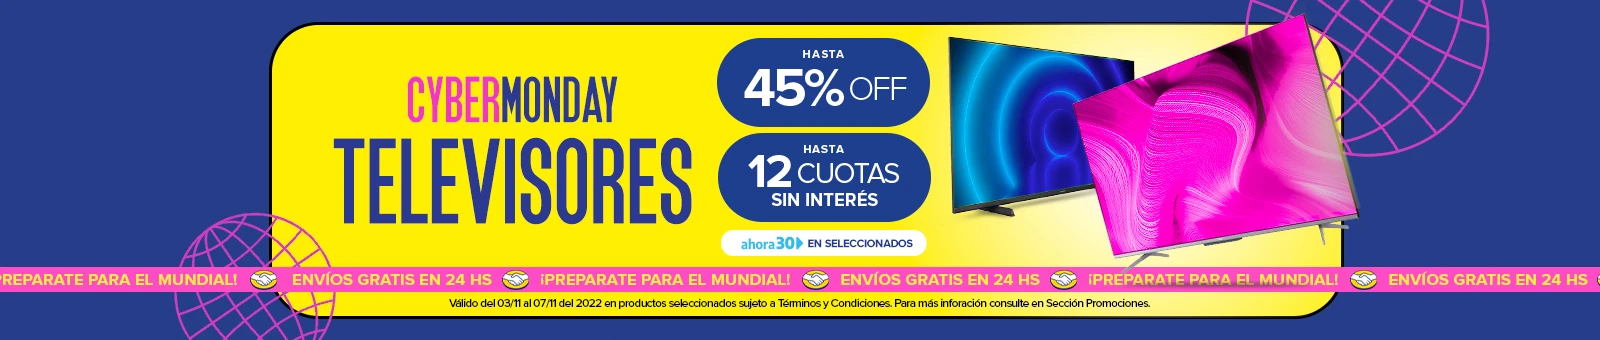 CYBERMONDAY
TELEVISORES
HASTA
45% OFF
HASTA
12 CUOTAS
SIN INTERÉS
ahora30 EN SELECCIONADOS
PREPARATE PARA EL MUNDIAL! ENVÍOS GRATIS EN 24 HS ¡PREPARATE PARA EL MUNDIAL! ENVÍOS GRATIS EN 24 HS ¡PREPARATE PARA EL MUNDIAL! ENVÍOS GRATIS EN 24 HS
Válido del 03/11 al 07/11 del 2022 en productos seleccionados sujeto a Términos y Condiciones. Para más inforación consulte en Sección Promociones.